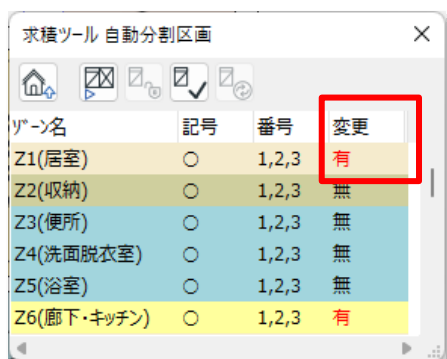 求積ツール 自動分割区画
ゾーン名 記号 番号 変更
Z1(居室) ○ 1,2,3 有
Z2(収納) ○ 1,2,3 無
Z3(便所) ○ 1,2,3 無
Z4(洗面脱衣室) ○ 1,2,3 無
Z5(浴室) ○ 1,2,3 無
Z6(廊下・キッチン) ○ 1,2,3 有